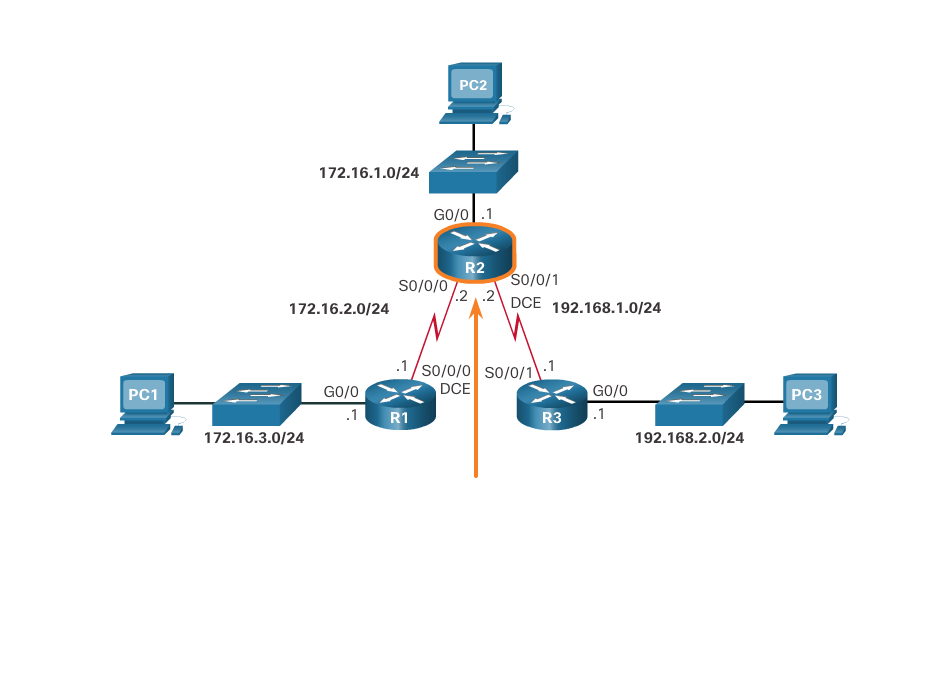 PC2
172.16.1.0/24
G0/0
.1
R2
S0/0/0
S0/0/1
.2
.2
DCE
172.16.2.0/24
192.168.1.0/24
.1
S0/0/0
S0/0/1
.1
DCE
PC1
G0/0
.1
R1
R3
G0/0
.1
PC3
172.16.3.0/24
192.168.2.0/24